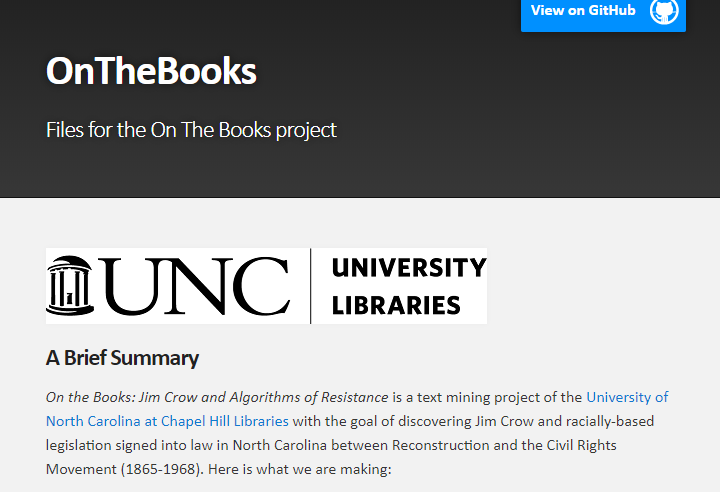 View on GitHub
OnTheBooks
Files for the On The Books project
UNC
UNIVERSITY
LIBRARIES
A Brief Summary
On the Books: Jim Crow and Algorithms of Resistance is a text mining project of the University of
North Carolina at Chapel Hill Libraries with the goal of discovering Jim Crow and racially-based
legislation signed into law in North Carolina between Reconstruction and the Civil Rights
Movement (1865-1968). Here is what we are making: